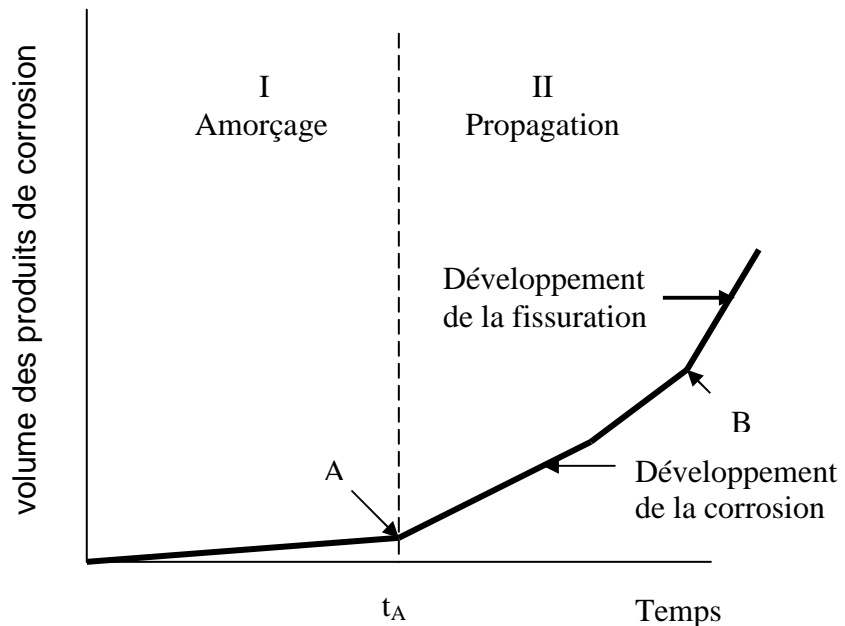 volume des produits de corrosion
I
Amorçage
II
Propagation
Développement
de la fissuration
B
A
Développement
de la corrosion
tA
Temps